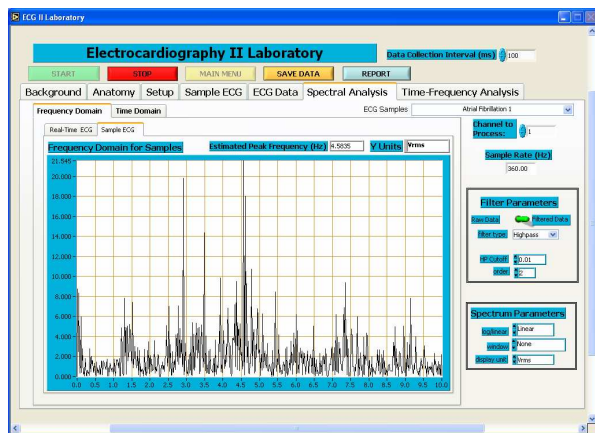 ECG II Laboratory
Electrocardiography II Laboratory
Data Collection Interval (ms) 100
START STOP MAIN MENU SAVE DATA REPORT
Background Anatomy Setup Sample ECG ECG Data Spectral Analysis Time-Frequency Analysis
Frequency Domain Time Domain ECG Samples Atrial Fibrillation 1
Real-Time ECG Sample ECG
Channel to
Process: 1
Frequency Domain for Samples Estimated Peak Frequency (Hz) 4.5835 Y Units Vrms
Sample Rate (Hz)
360.00
21.545
20.000
18.000
16.000
14.000
12.000
10.000
8.000
6.000
4.000
2.000
0.000
0.0 0.5 1.0 1.5 2.0 2.5 3.0 3.5 4.0 4.5 5.0 5.5 6.0 6.5 7.0 7.5 8.0 8.5 9.0 9.5 10.0
Filter Parameters
Raw Data Filtered Data
filter type Highpass
HP Cutoff 0.01
order 2
Spectrum Parameters
log/linear Linear
window None
display unit Vrms